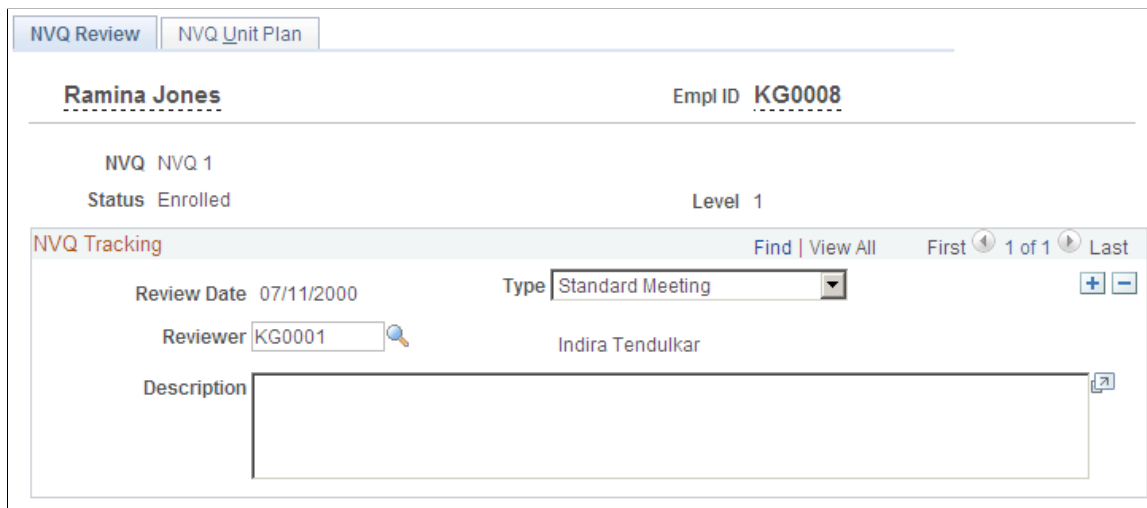 NVQ Review NVQ Unit Plan
Ramina Jones Empl ID KG0008
NVQ NVQ 1
Status Enrolled Level 1
NVQ Tracking Find | View All First 1 of 1 Last
Review Date 07/11/2000 Type Standard Meeting
Reviewer KG0001 Indira Tendulkar
Description